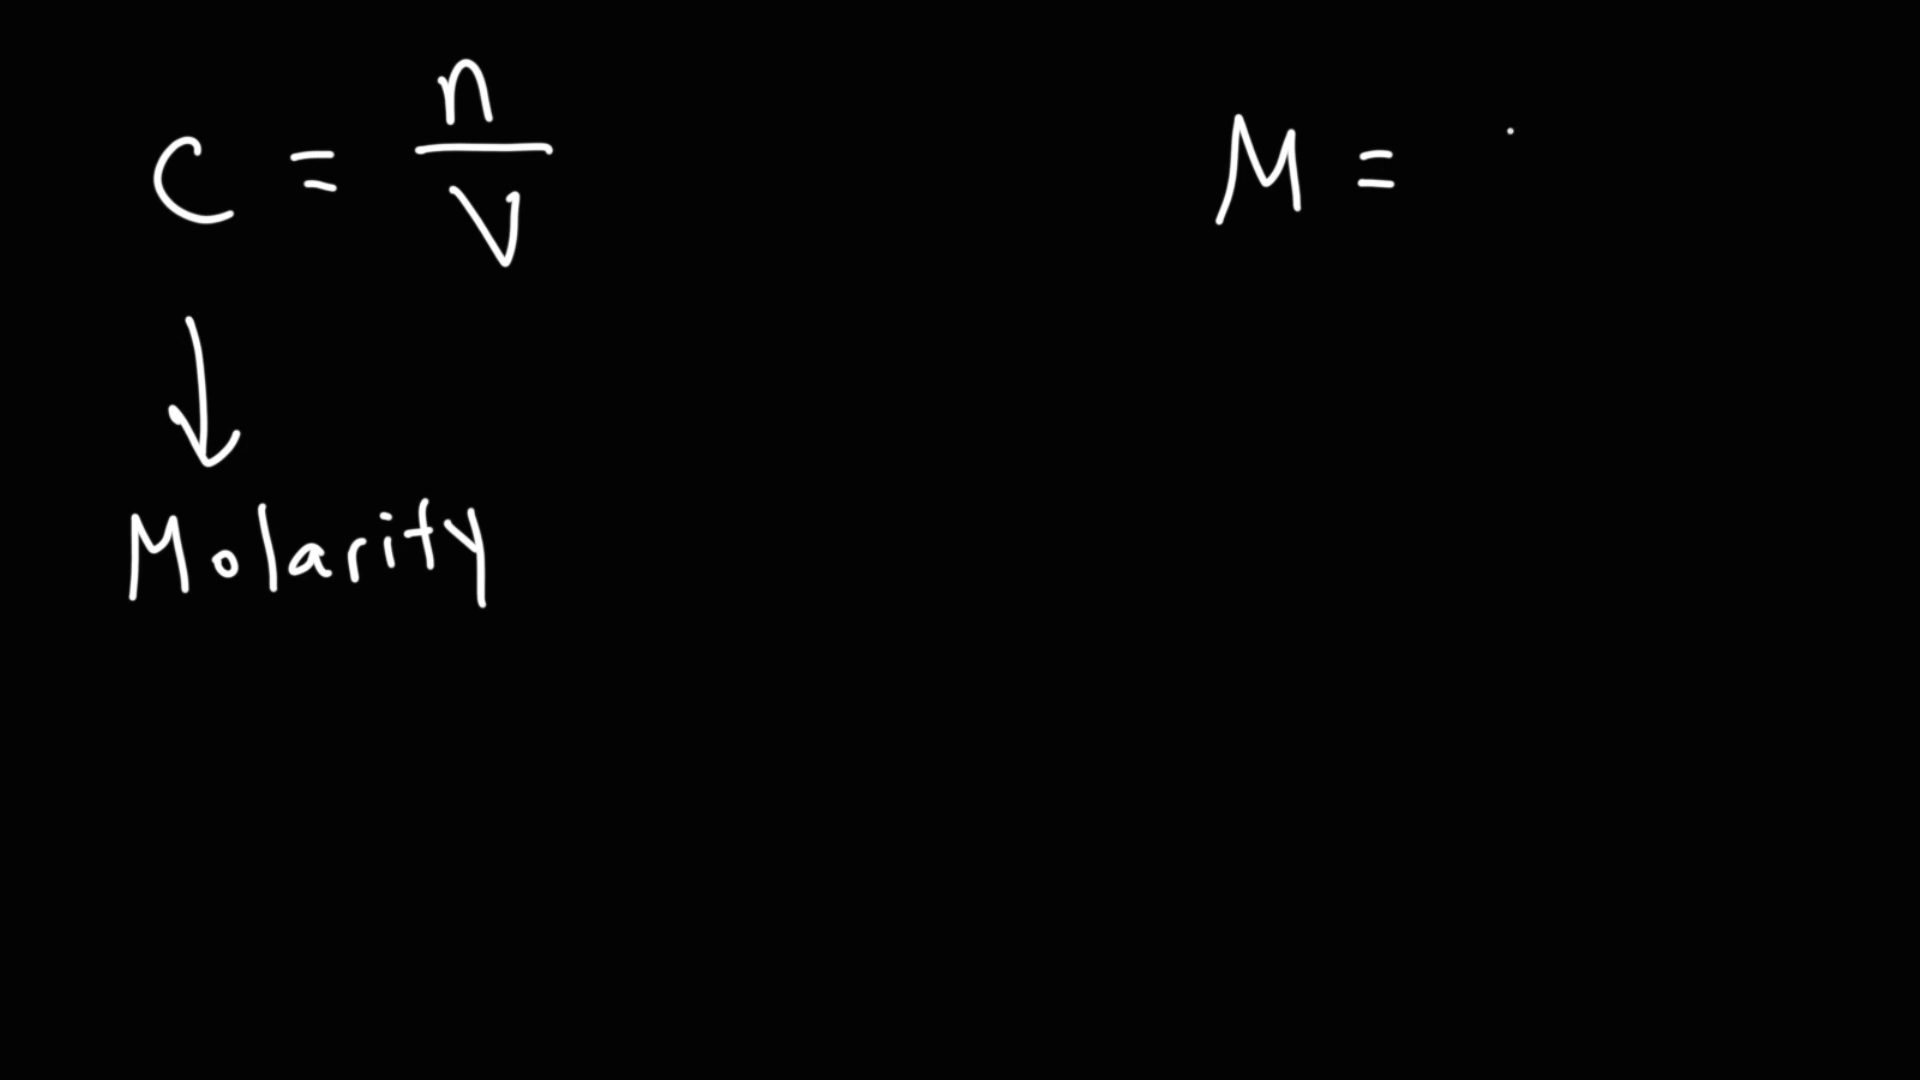 C = n/V
M =
Molarity